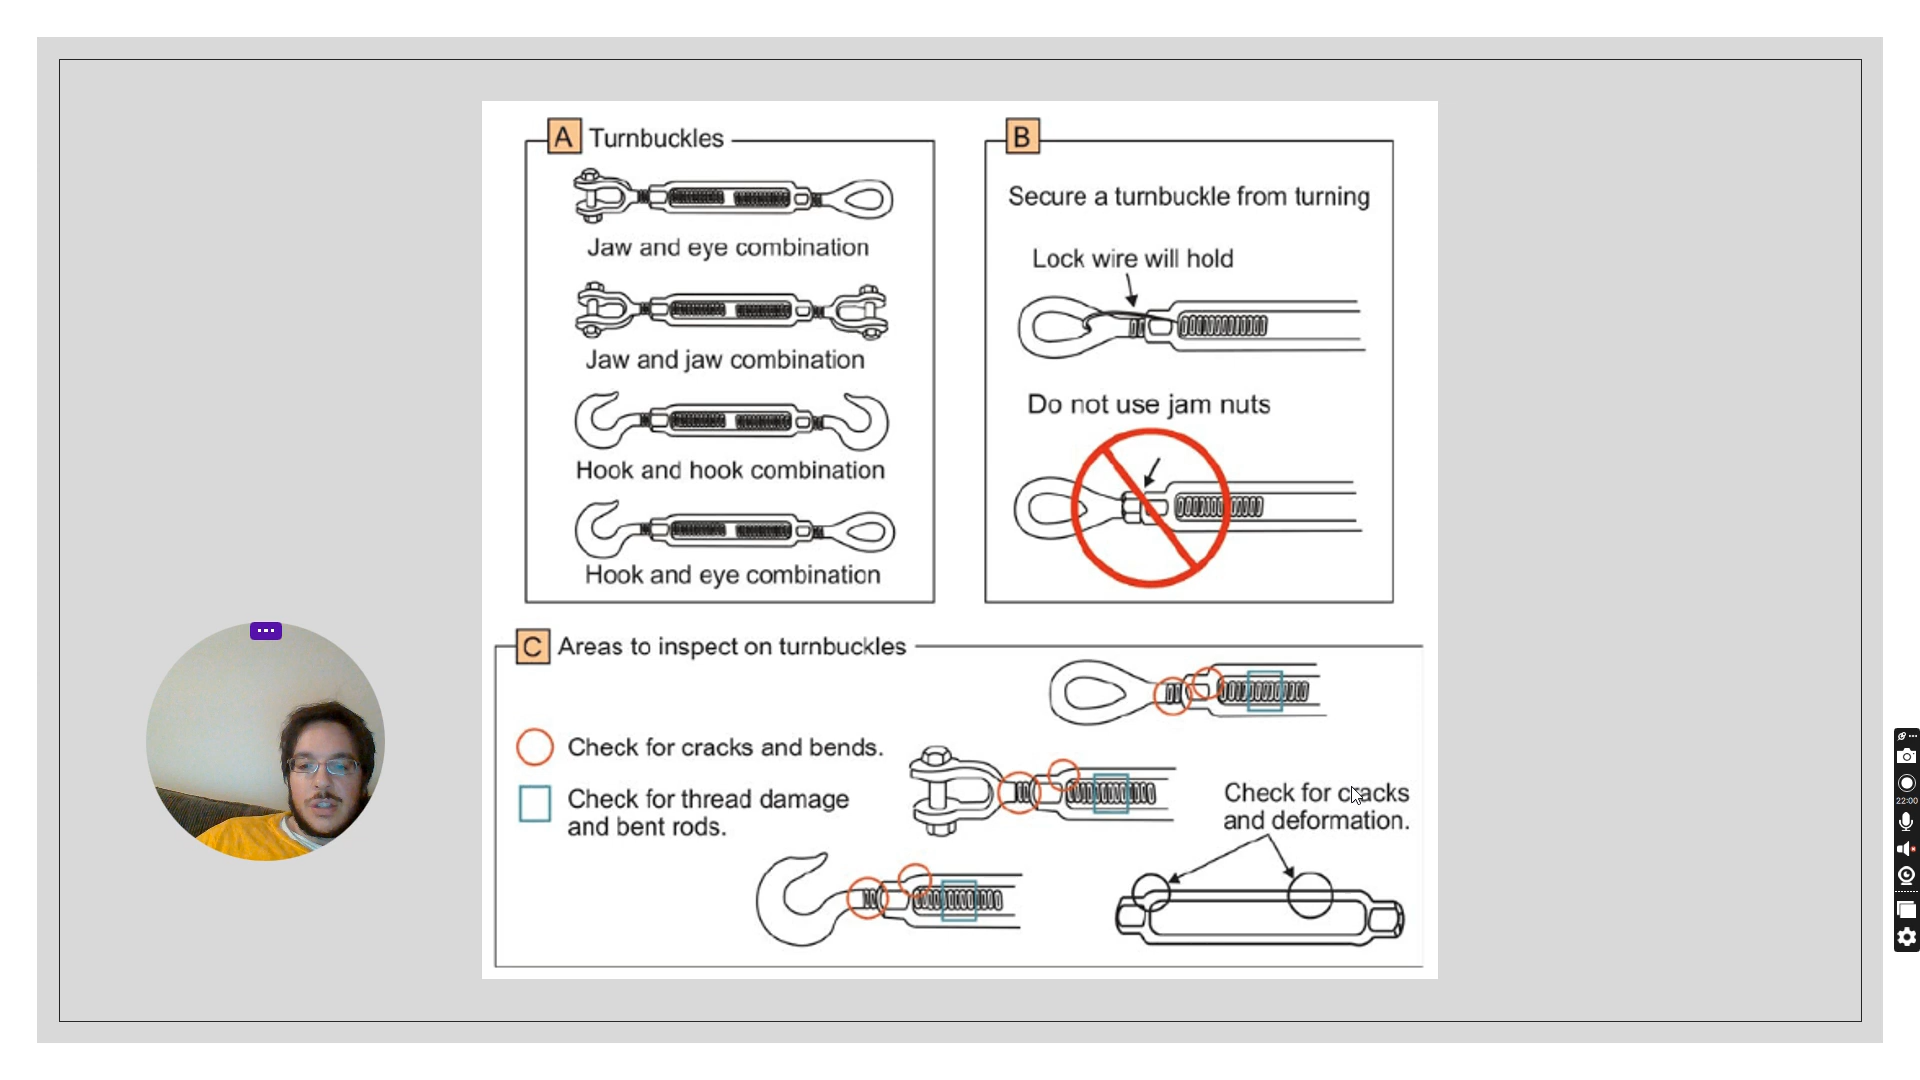 A Turnbuckles
Jaw and eye combination
Jaw and jaw combination
Hook and hook combination
Hook and eye combination
B
Secure a turnbuckle from turning
Lock wire will hold
Do not use jam nuts
C Areas to inspect on turnbuckles
Check for cracks and bends.
Check for thread damage
and bent rods.
Check for cracks
and deformation.
22:00